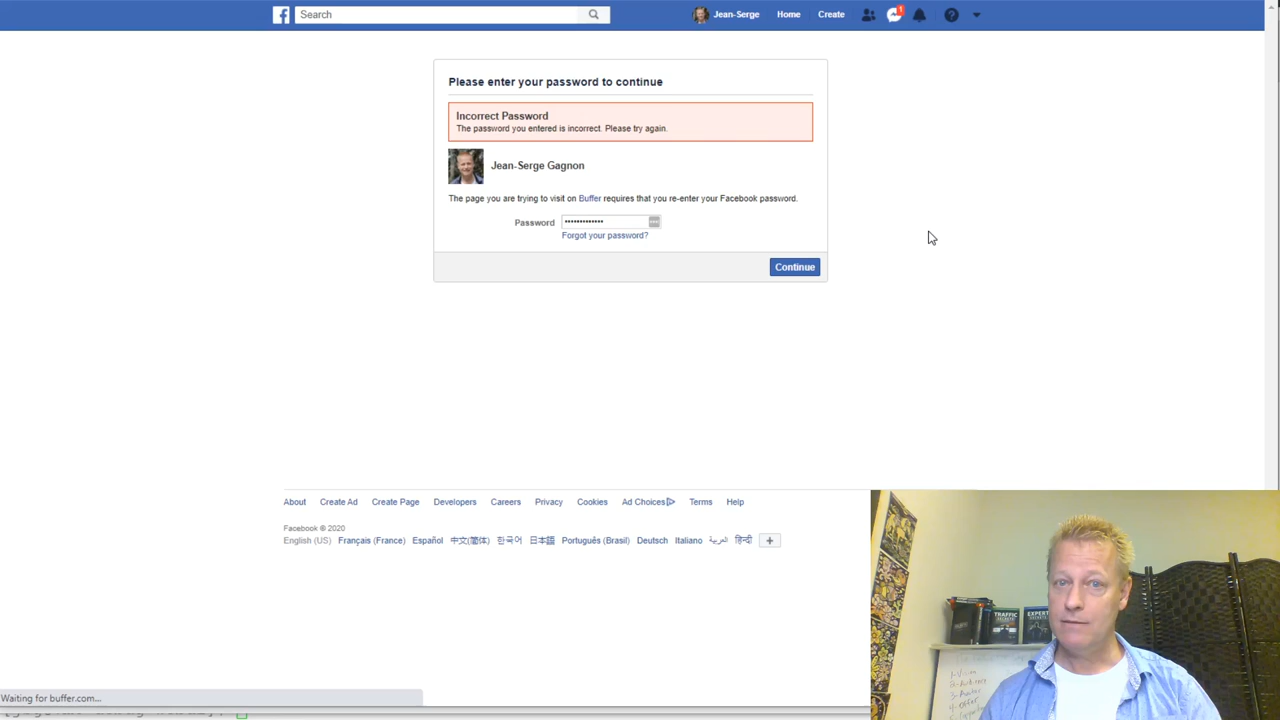 Search
Jean-Serge
Home
Create
1
Please enter your password to continue
Incorrect Password
The password you entered is incorrect. Please try again.
Jean-Serge Gagnon
The page you are trying to visit on Buffer requires that you re-enter your Facebook password.
Password •••••••••••••
Forgot your password?
Continue
About Create Ad Create Page Developers Careers Privacy Cookies Ad Choices Terms Help
Facebook © 2020
English (US) Français (France) Español 中文(简体) 한국어 日本語 Português (Brasil) Deutsch Italiano العربية हिन्दी +
TRAFFIC
EXPERT
Waiting for buffer.com...